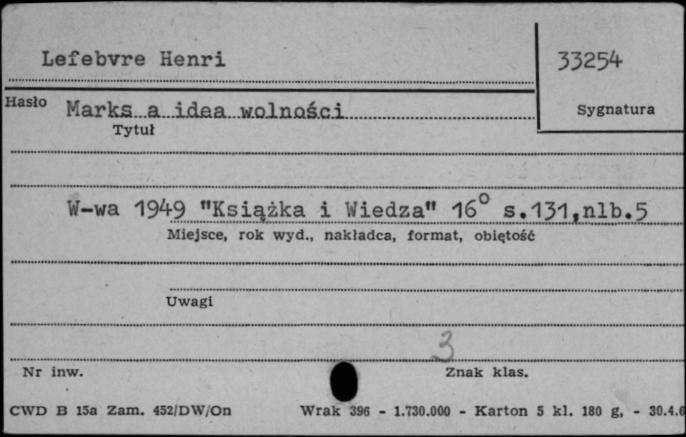 Lefebvre Henri
33254
Hasło Marks a idea wolności
Sygnatura
Tytuł
W-wa 1949 "Książka i Wiedza" 16° s.131,nlb.5
Miejsce, rok wyd., nakładca, format, objętość
Uwagi
3
Nr inw. Znak klas.
CWD B 15a Zam. 452/DW/On Wrak 396 - 1.730.000 - Karton 5 kl. 180 g, - 30.4.6